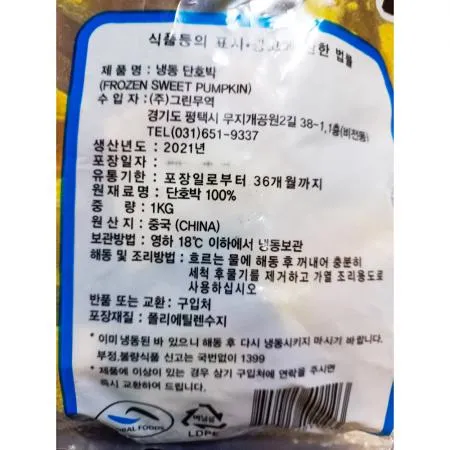 식품등의 표시·광고에 관한 법률
제 품 명 : 냉동 단호박
(FROZEN SWEET PUMPKIN)
수 입 자 : (주)그린무역
경기도 평택시 무지개공원2길 38-1,1층(비전동)
TEL(031)651-9337
생산년도 : 2021년
포장일자 :
유통기한 : 포장일로부터 36개월까지
원재료명 : 단호박 100%
중 량 : 1KG
원 산 지 : 중국 (CHINA)
보관방법 : 영하 18℃ 이하에서 냉동보관
해동 및 조리방법 : 흐르는 물에 해동 후 꺼내어 충분히
세척 후물기를 제거하고 가열 조리용도로
사용하십시오
반품 또는 교환 : 구입처
포장재질 : 폴리에틸렌수지
* 이미 냉동된 바 있으니 해동 후 다시 냉동시키지 마시기 바랍니다.
부정,불량식품 신고는 국번없이 1399
* 제품에 이상이 있는 경우 상기 구입처에 연락을 주시면
즉시 교환하여 드립니다.
BAL FOODS
비닐류
LDPE